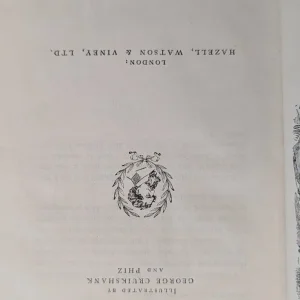 ILLUSTRATED BY
GEORGE CRUIKSHANK
AND PHIZ
LONDON:
HAZELL, WATSON & VINEY, LTD.